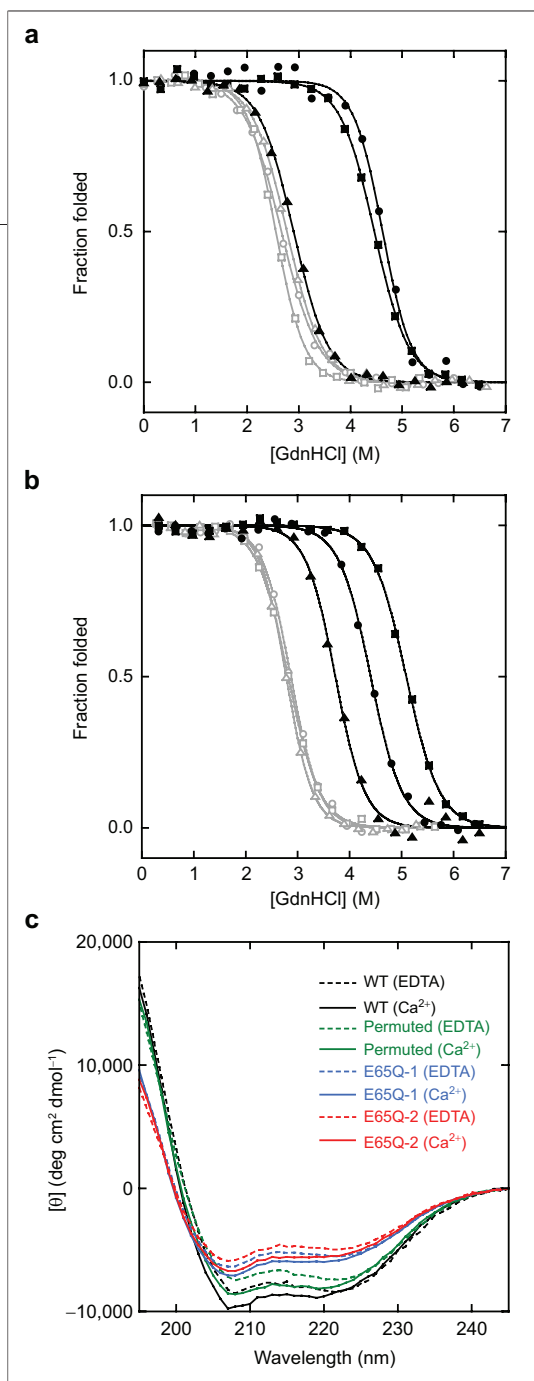 a
1.0
0.5
0.0
Fraction folded
0 1 2 3 4 5 6 7
[GdnHCl] (M)
b
1.0
0.5
0.0
Fraction folded
0 1 2 3 4 5 6 7
[GdnHCl] (M)
c
20,000
10,000
0
–10,000
[θ] (deg cm² dmol⁻¹)
WT (EDTA)
WT (Ca²⁺)
Permuted (EDTA)
Permuted (Ca²⁺)
E65Q-1 (EDTA)
E65Q-1 (Ca²⁺)
E65Q-2 (EDTA)
E65Q-2 (Ca²⁺)
200 210 220 230 240
Wavelength (nm)